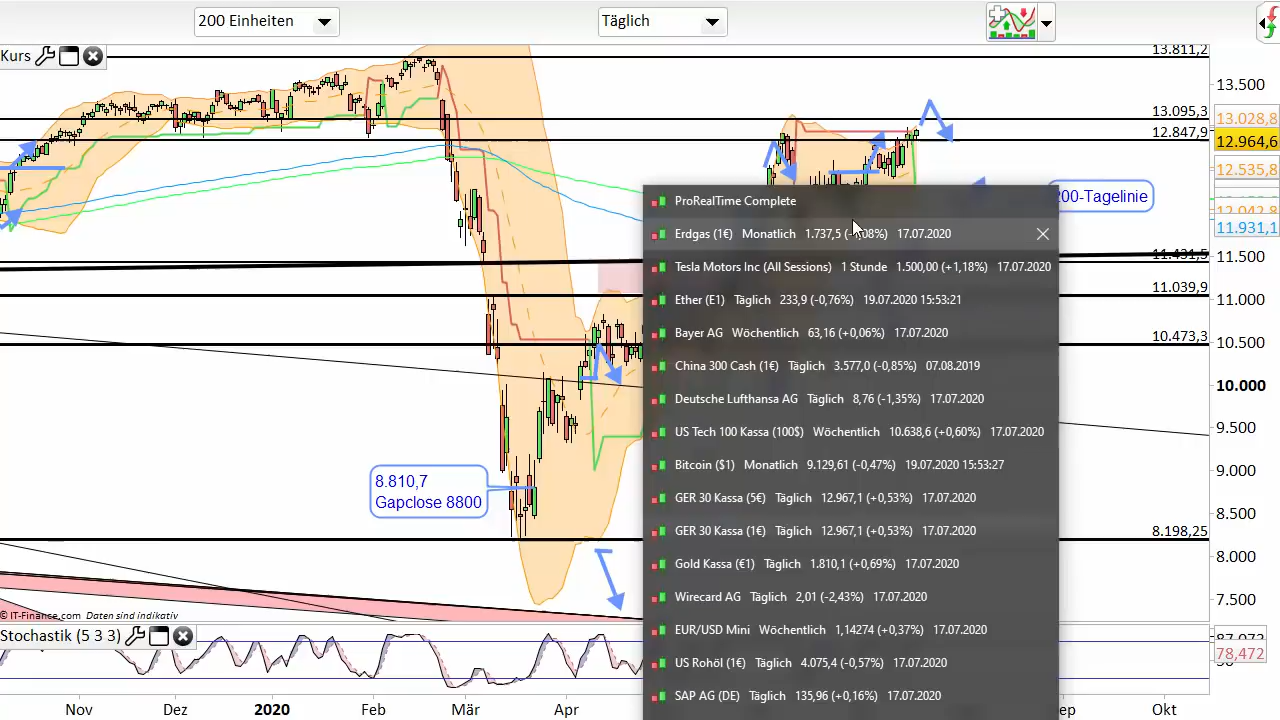 200 Einheiten
Täglich
Kurs
13.811,2
13.500
13.095,3
13.028,8
12.847,9
12.964,6
12.535,8
200-Tagelinie
12.042,8
11.931,1
11.431,5
11.500
11.039,9
11.000
10.473,3
10.500
10.000
9.500
9.000
8.500
8.198,25
8.000
7.500
8.810,7
Gapclose 8800
ProRealTime Complete
Erdgas (1€) Monatlich 1.737,5 ( 08%) 17.07.2020
Tesla Motors Inc (All Sessions) 1 Stunde 1.500,00 (+1,18%) 17.07.2020
Ether (E1) Täglich 233,9 (-0,76%) 19.07.2020 15:53:21
Bayer AG Wöchentlich 63,16 (+0,06%) 17.07.2020
China 300 Cash (1€) Täglich 3.577,0 (-0,85%) 07.08.2019
Deutsche Lufthansa AG Täglich 8,76 (-1,35%) 17.07.2020
US Tech 100 Kassa (100$) Wöchentlich 10.638,6 (+0,60%) 17.07.2020
Bitcoin ($1) Monatlich 9.129,61 (-0,47%) 19.07.2020 15:53:27
GER 30 Kassa (5€) Täglich 12.967,1 (+0,53%) 17.07.2020
GER 30 Kassa (1€) Täglich 12.967,1 (+0,53%) 17.07.2020
Gold Kassa (€1) Täglich 1.810,1 (+0,69%) 17.07.2020
Wirecard AG Täglich 2,01 (-2,43%) 17.07.2020
EUR/USD Mini Wöchentlich 1,14274 (+0,37%) 17.07.2020
US Rohöl (1€) Täglich 4.075,4 (-0,57%) 17.07.2020
SAP AG (DE) Täglich 135,96 (+0,16%) 17.07.2020
© IT-Finance.com Daten sind indikativ
Stochastik (5 3 3)
87,072
78,472
Nov Dez 2020 Feb Mär Apr ep Okt